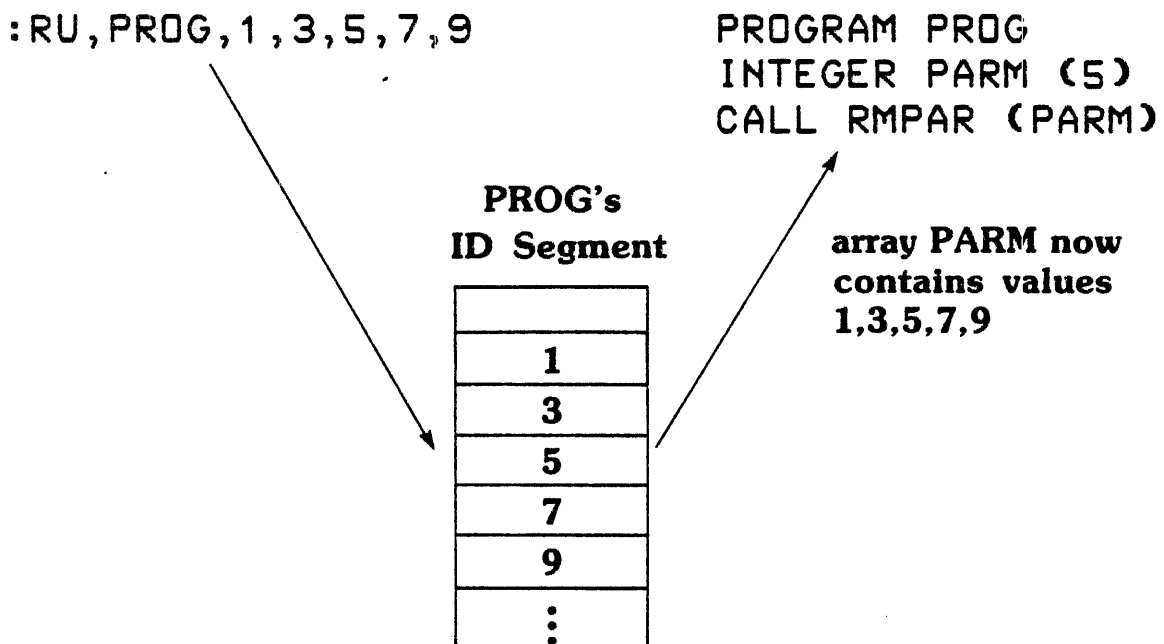 :RU,PROG,1,3,5,7,9
PROGRAM PROG
INTEGER PARM (5)
CALL RMPAR (PARM)
PROG's
ID Segment
array PARM now
contains values
1,3,5,7,9
1
3
5
7
9
⋮